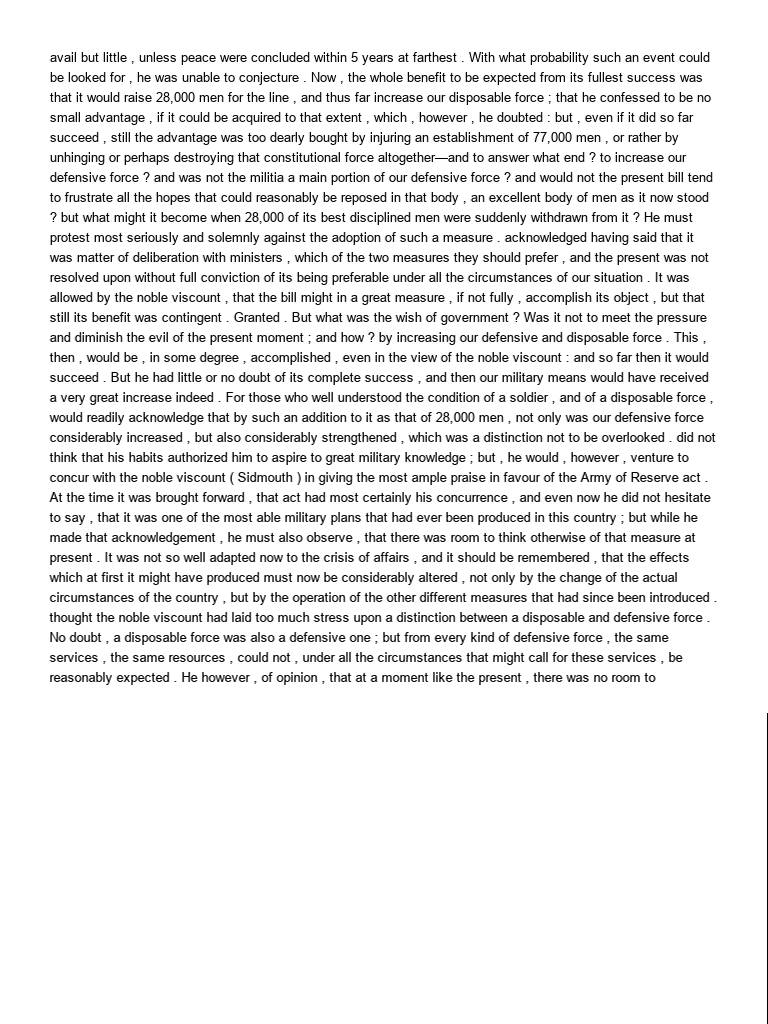 avail but little , unless peace were concluded within 5 years at farthest . With what probability such an event could
be looked for , he was unable to conjecture . Now , the whole benefit to be expected from its fullest success was
that it would raise 28,000 men for the line , and thus far increase our disposable force ; that he confessed to be no
small advantage , if it could be acquired to that extent , which , however , he doubted : but , even if it did so far
succeed , still the advantage was too dearly bought by injuring an establishment of 77,000 men , or rather by
unhinging or perhaps destroying that constitutional force altogether—and to answer what end ? to increase our
defensive force ? and was not the militia a main portion of our defensive force ? and would not the present bill tend
to frustrate all the hopes that could reasonably be reposed in that body , an excellent body of men as it now stood
? but what might it become when 28,000 of its best disciplined men were suddenly withdrawn from it ? He must
protest most seriously and solemnly against the adoption of such a measure . acknowledged having said that it
was matter of deliberation with ministers , which of the two measures they should prefer , and the present was not
resolved upon without full conviction of its being preferable under all the circumstances of our situation . It was
allowed by the noble viscount , that the bill might in a great measure , if not fully , accomplish its object , but that
still its benefit was contingent . Granted . But what was the wish of government ? Was it not to meet the pressure
and diminish the evil of the present moment ; and how ? by increasing our defensive and disposable force . This ,
then , would be , in some degree , accomplished , even in the view of the noble viscount : and so far then it would
succeed . But he had little or no doubt of its complete success , and then our military means would have received
a very great increase indeed . For those who well understood the condition of a soldier , and of a disposable force ,
would readily acknowledge that by such an addition to it as that of 28,000 men , not only was our defensive force
considerably increased , but also considerably strengthened , which was a distinction not to be overlooked . did not
think that his habits authorized him to aspire to great military knowledge ; but , he would , however , venture to
concur with the noble viscount ( Sidmouth ) in giving the most ample praise in favour of the Army of Reserve act .
At the time it was brought forward , that act had most certainly his concurrence , and even now he did not hesitate
to say , that it was one of the most able military plans that had ever been produced in this country ; but while he
made that acknowledgement , he must also observe , that there was room to think otherwise of that measure at
present . It was not so well adapted now to the crisis of affairs , and it should be remembered , that the effects
which at first it might have produced must now be considerably altered , not only by the change of the actual
circumstances of the country , but by the operation of the other different measures that had since been introduced .
thought the noble viscount had laid too much stress upon a distinction between a disposable and defensive force .
No doubt , a disposable force was also a defensive one ; but from every kind of defensive force , the same
services , the same resources , could not , under all the circumstances that might call for these services , be
reasonably expected . He however , of opinion , that at a moment like the present , there was no room to